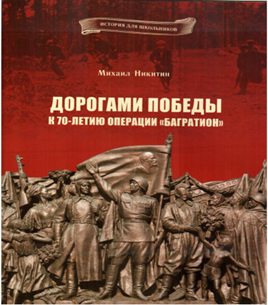 ИСТОРИЯ ДЛЯ ШКОЛЬНИКОВ
Михаил Никитин
ДОРОГАМИ ПОБЕДЫ
К 70-ЛЕТИЮ ОПЕРАЦИИ «БАГРАТИОН»